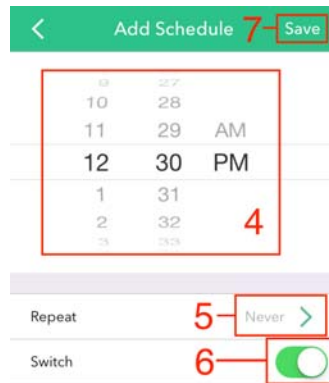 Add Schedule 7 Save
9 27
10 28
11 29 AM
12 30 PM
1 31
2 32 4
3 33
Repeat 5 Never
Switch 6